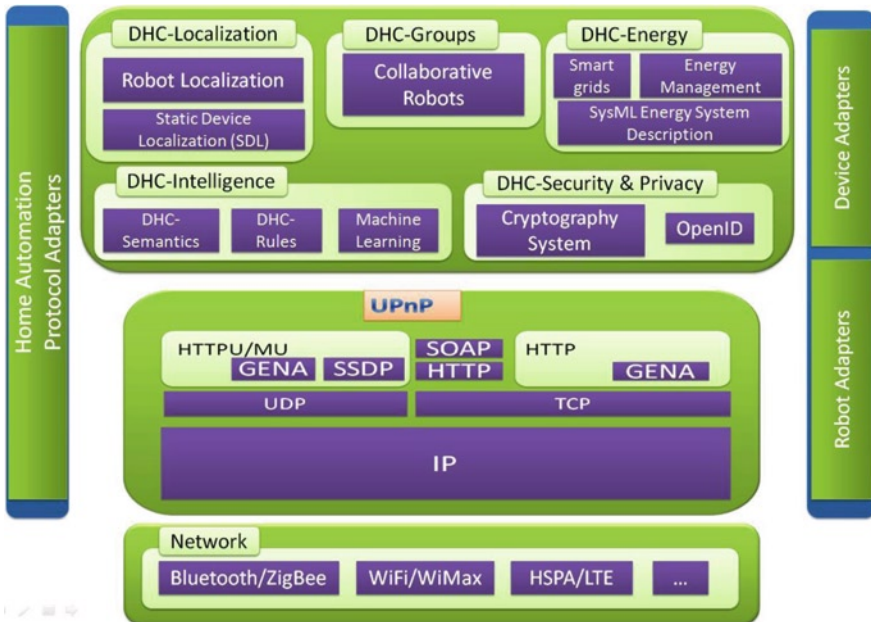 DHC-Localization
Robot Localization
Static Device
Localization (SDL)
DHC-Groups
Collaborative
Robots
DHC-Energy
Smart
grids
Energy
Management
SysML Energy System
Description
DHC-Intelligence
DHC-
Semantics
DHC-
Rules
Machine
Learning
DHC-Security & Privacy
Cryptography
System
OpenID
Home Automation
Protocol Adapters
Device Adapters
Robot Adapters
UPnP
HTTPU/MU
GENA
SSDP
SOAP
HTTP
HTTP
GENA
UDP
TCP
IP
Network
Bluetooth/ZigBee
WiFi/WiMax
HSPA/LTE
...